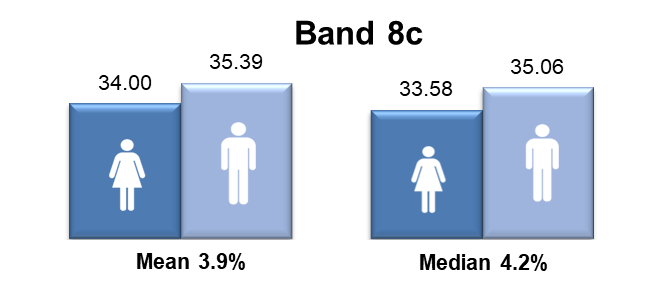 Band 8c
34.00
35.39
33.58
35.06
Mean 3.9%
Median 4.2%